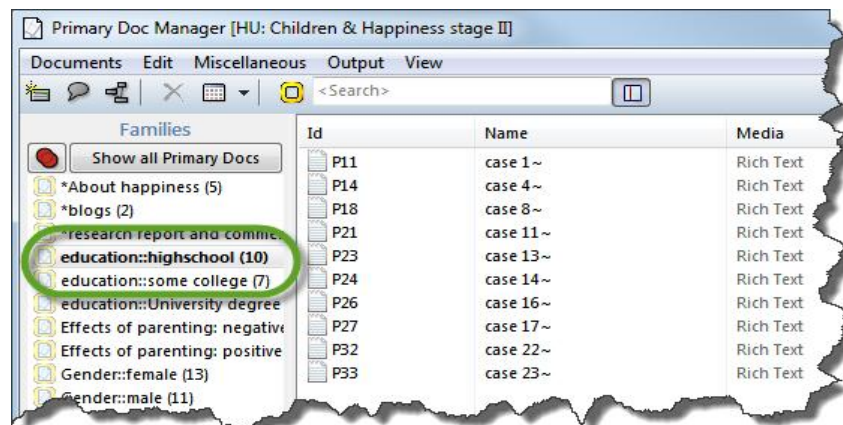 Primary Doc Manager [HU: Children & Happiness stage II]
Documents Edit Miscellaneous Output View
<Search>
Families
Show all Primary Docs
*About happiness (5)
*blogs (2)
*research report and comme
education::highschool (10)
education::some college (7)
education::University degree
Effects of parenting: negative
Effects of parenting: positive
Gender::female (13)
Gender::male (11)
Id Name Media
P11 case 1~ Rich Text
P14 case 4~ Rich Text
P18 case 8~ Rich Text
P21 case 11~ Rich Text
P23 case 13~ Rich Text
P24 case 14~ Rich Text
P26 case 16~ Rich Text
P27 case 17~ Rich Text
P32 case 22~ Rich Text
P33 case 23~ Rich Text